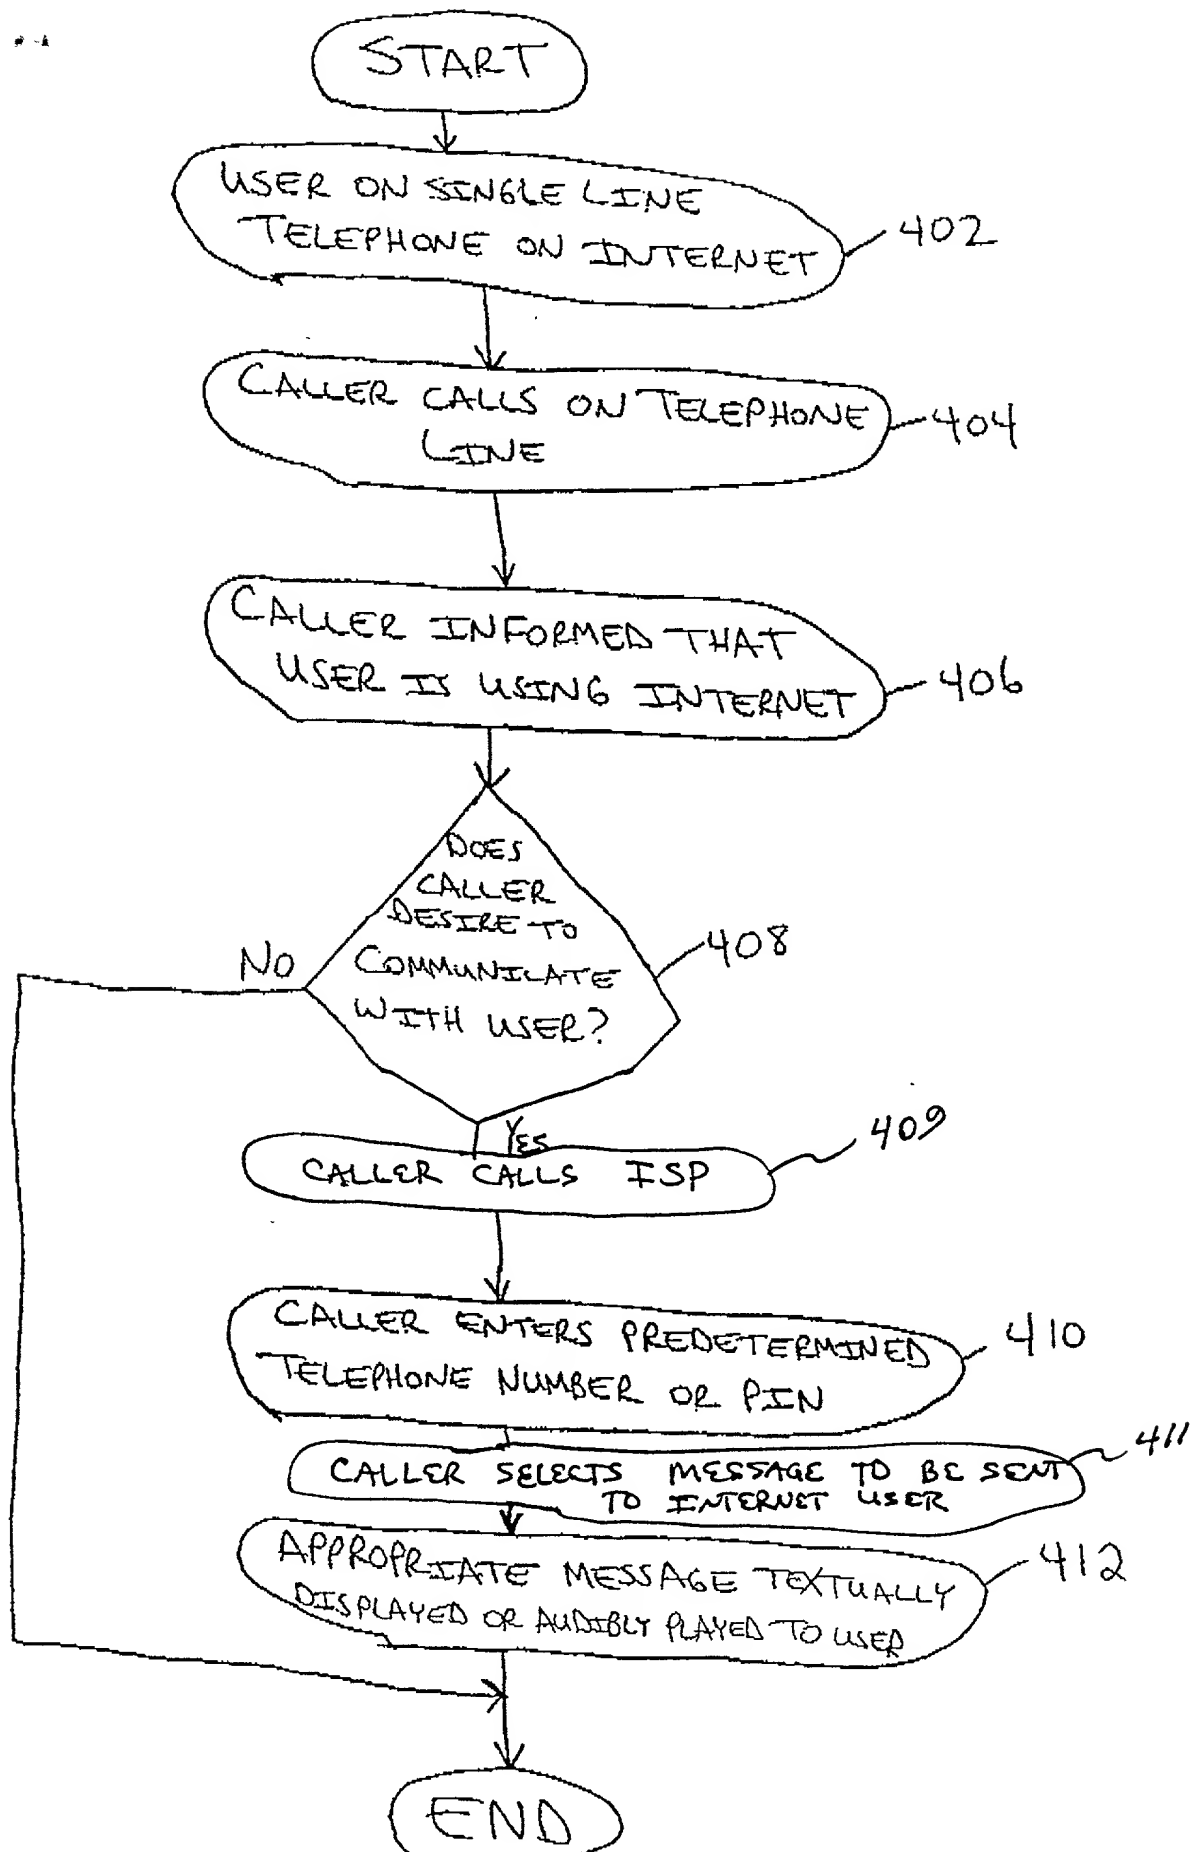 START
USER ON SINGLE LINE
TELEPHONE ON INTERNET
402
CALLER CALLS ON TELEPHONE
LINE
404
CALLER INFORMED THAT
USER IS USING INTERNET
406
DOES
CALLER
DESIRE TO
COMMUNICATE
WITH USER?
408
NO
YES
409
CALLER CALLS ISP
CALLER ENTERS PREDETERMINED
TELEPHONE NUMBER OR PIN
410
411
CALLER SELECTS MESSAGE TO BE SENT
TO INTERNET USER
APPROPRIATE MESSAGE TEXTUALLY
DISPLAYED OR AUDIBLY PLAYED TO USER
412
END